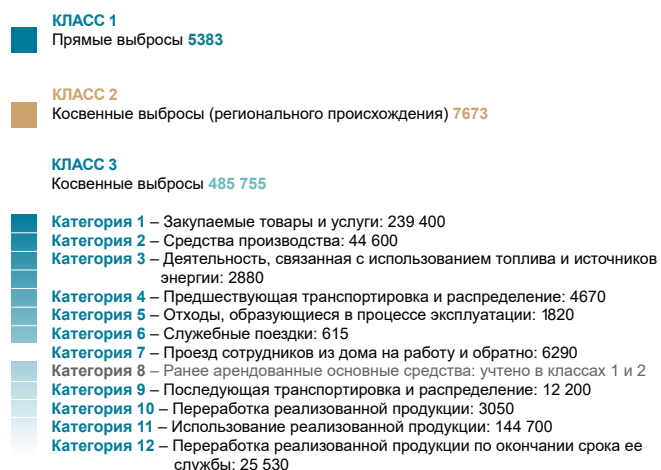 КЛАСС 1
Прямые выбросы 5383
КЛАСС 2
Косвенные выбросы (регионального происхождения) 7673
КЛАСС 3
Косвенные выбросы 485 755
Категория 1 – Закупаемые товары и услуги: 239 400
Категория 2 – Средства производства: 44 600
Категория 3 – Деятельность, связанная с использованием топлива и источников
энергии: 2880
Категория 4 – Предшествующая транспортировка и распределение: 4670
Категория 5 – Отходы, образующиеся в процессе эксплуатации: 1820
Категория 6 – Служебные поездки: 615
Категория 7 – Проезд сотрудников из дома на работу и обратно: 6290
Категория 8 – Ранее арендованные основные средства: учтено в классах 1 и 2
Категория 9 – Последующая транспортировка и распределение: 12 200
Категория 10 – Переработка реализованной продукции: 3050
Категория 11 – Использование реализованной продукции: 144 700
Категория 12 – Переработка реализованной продукции по окончании срока ее
службы: 25 530